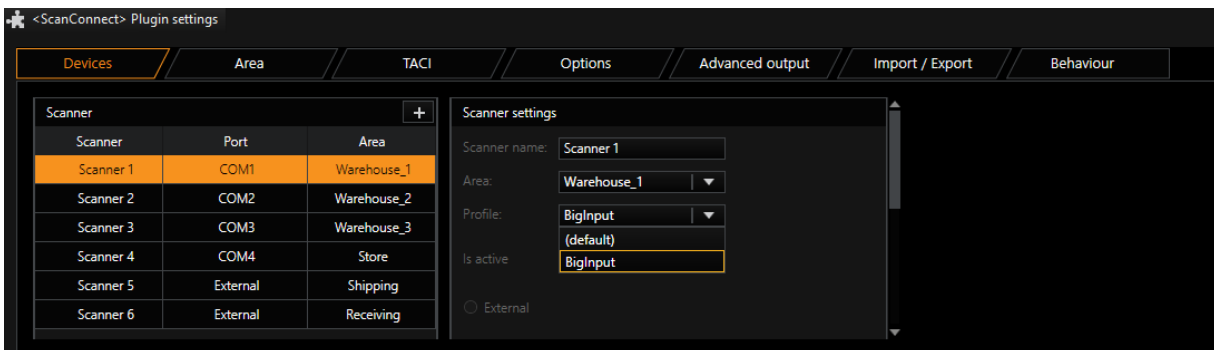 <ScanConnect> Plugin settings
Devices Area TACI Options Advanced output Import / Export Behaviour
Scanner +
Scanner Port Area
Scanner 1 COM1 Warehouse_1
Scanner 2 COM2 Warehouse_2
Scanner 3 COM3 Warehouse_3
Scanner 4 COM4 Store
Scanner 5 External Shipping
Scanner 6 External Receiving
Scanner settings
Scanner name: Scanner 1
Area: Warehouse_1
Profile: BigInput
(default)
BigInput
Is active
External